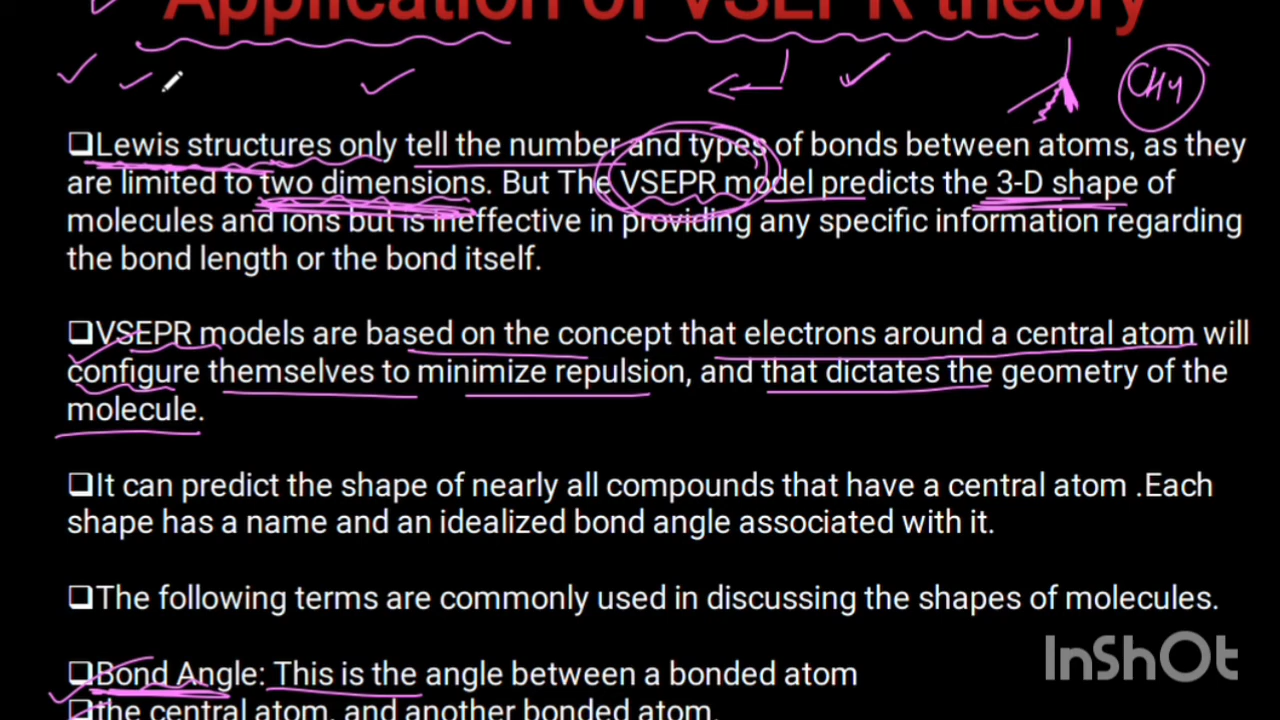 Application of VSEPR theory
CH4
❑Lewis structures only tell the number and types of bonds between atoms, as they
are limited to two dimensions. But The VSEPR model predicts the 3-D shape of
molecules and ions but is ineffective in providing any specific information regarding
the bond length or the bond itself.
❑VSEPR models are based on the concept that electrons around a central atom will
configure themselves to minimize repulsion, and that dictates the geometry of the
molecule.
❑It can predict the shape of nearly all compounds that have a central atom .Each
shape has a name and an idealized bond angle associated with it.
❑The following terms are commonly used in discussing the shapes of molecules.
❑Bond Angle: This is the angle between a bonded atom
❑the central atom, and another bonded atom.
InShOt